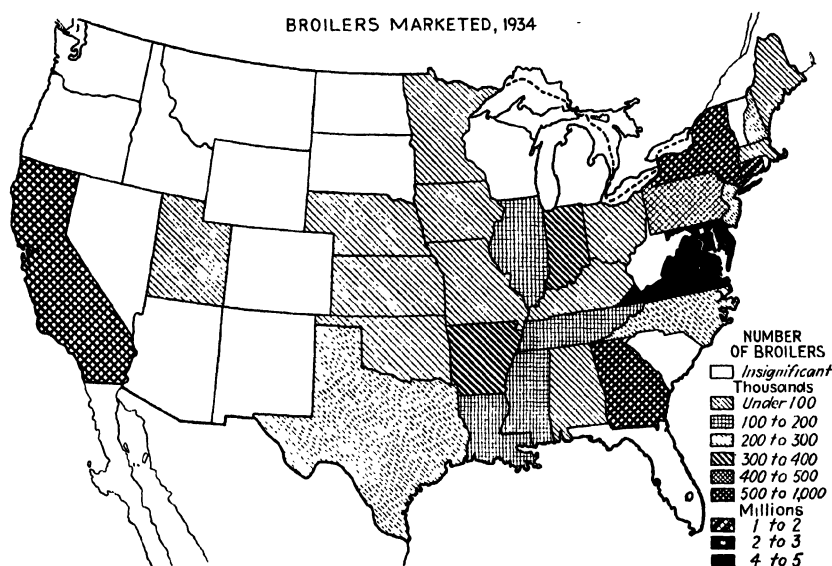 BROILERS MARKETED, 1934
NUMBER
OF BROILERS
Insignificant
Thousands
Under 100
100 to 200
200 to 300
300 to 400
400 to 500
500 to 1,000
Millions
1 to 2
2 to 3
4 to 5